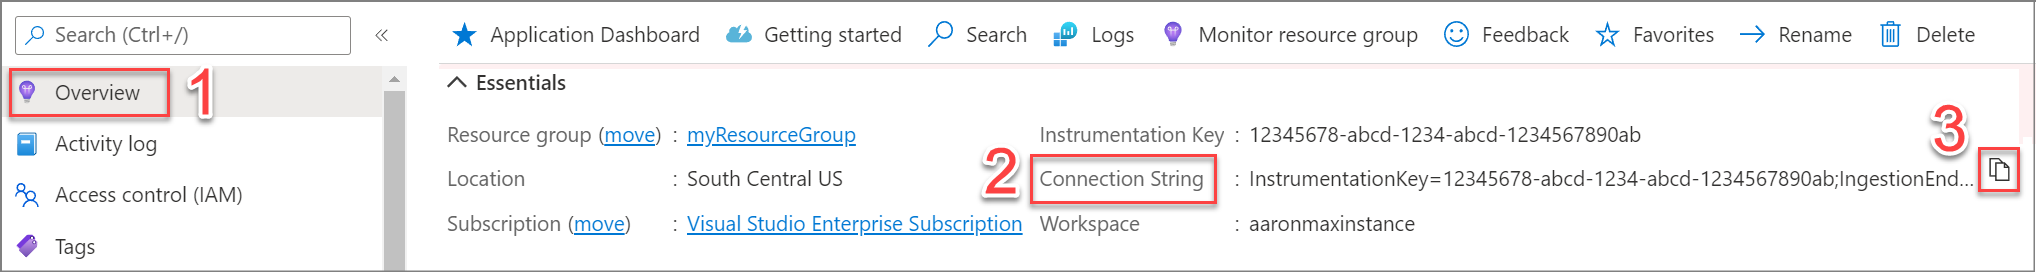 Search (Ctrl+/) «
Application Dashboard Getting started Search Logs Monitor resource group Feedback Favorites Rename Delete
Overview 1
Activity log
Access control (IAM)
Tags
Essentials
Resource group (move) : myResourceGroup
Location : South Central US
Subscription (move) : Visual Studio Enterprise Subscription
Instrumentation Key : 12345678-abcd-1234-abcd-1234567890ab
2 Connection String : InstrumentationKey=12345678-abcd-1234-abcd-1234567890ab;IngestionEnd... 3
Workspace : aaronmaxinstance